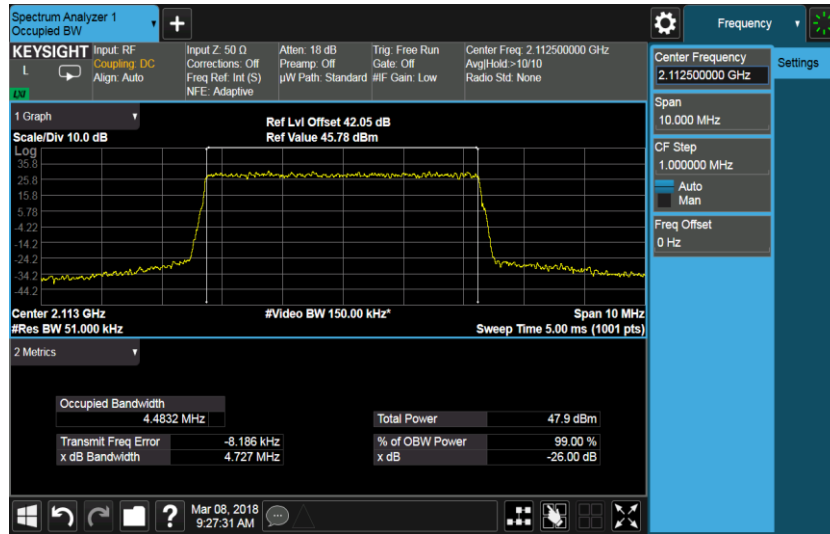 Spectrum Analyzer 1
Occupied BW
+
Frequency
KEYSIGHT
L
LXI
Input: RF
Coupling: DC
Align: Auto
Input Z: 50 Ω
Corrections: Off
Freq Ref: Int (S)
NFE: Adaptive
Atten: 18 dB
Preamp: Off
µW Path: Standard
Trig: Free Run
Gate: Off
#IF Gain: Low
Center Freq: 2.112500000 GHz
Avg|Hold:>10/10
Radio Std: None
Center Frequency
2.112500000 GHz
Settings
Span
10.000 MHz
CF Step
1.000000 MHz
Auto
Man
Freq Offset
0 Hz
1 Graph
Scale/Div 10.0 dB
Ref Lvl Offset 42.05 dB
Ref Value 45.78 dBm
Log
35.8
25.8
15.8
5.78
-4.22
-14.2
-24.2
-34.2
-44.2
Center 2.113 GHz
#Res BW 51.000 kHz
#Video BW 150.00 kHz*
Span 10 MHz
Sweep Time 5.00 ms (1001 pts)
2 Metrics
Occupied Bandwidth
4.4832 MHz
Total Power 47.9 dBm
Transmit Freq Error -8.186 kHz
% of OBW Power 99.00 %
x dB Bandwidth 4.727 MHz
x dB -26.00 dB
?
Mar 08, 2018
9:27:31 AM